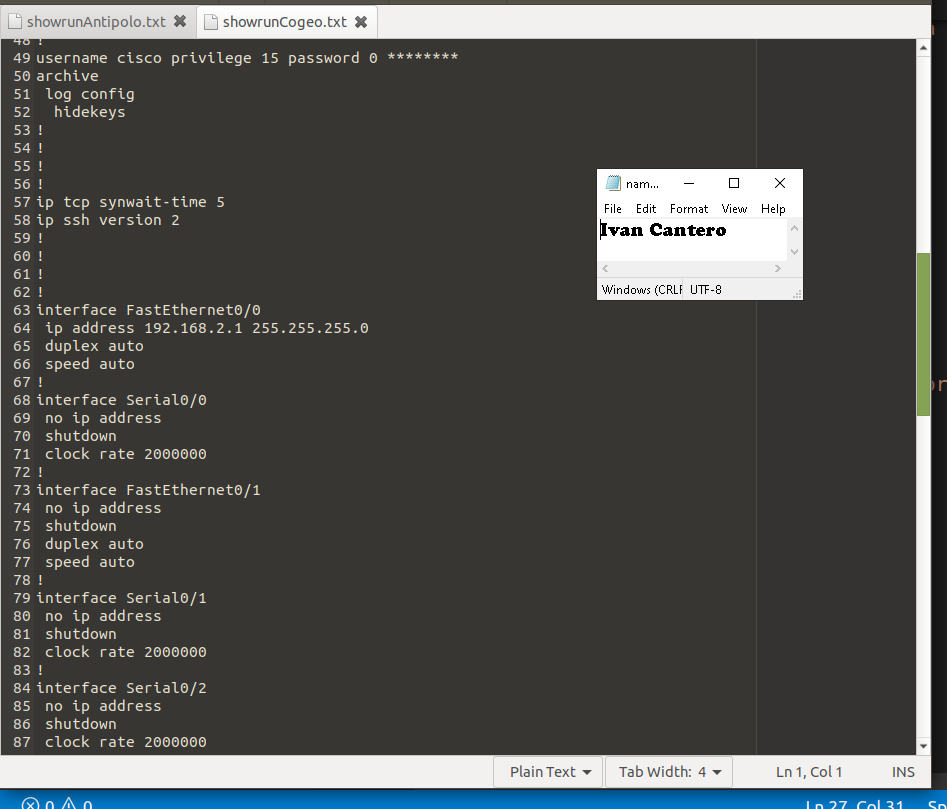 showrunAntipolo.txt
showrunCogeo.txt
48 !
49 username cisco privilege 15 password 0 ********
50 archive
51  log config
52   hidekeys
53 !
54 !
55 !
56 !
57 ip tcp synwait-time 5
58 ip ssh version 2
59 !
60 !
61 !
62 !
63 interface FastEthernet0/0
64  ip address 192.168.2.1 255.255.255.0
65  duplex auto
66  speed auto
67 !
68 interface Serial0/0
69  no ip address
70  shutdown
71  clock rate 2000000
72 !
73 interface FastEthernet0/1
74  no ip address
75  shutdown
76  duplex auto
77  speed auto
78 !
79 interface Serial0/1
80  no ip address
81  shutdown
82  clock rate 2000000
83 !
84 interface Serial0/2
85  no ip address
86  shutdown
87  clock rate 2000000
nam...
File Edit Format View Help
Ivan Cantero
Windows (CRLF UTF-8
Plain Text Tab Width: 4 Ln 1, Col 1 INS
0 0 Ln 27, Col 31